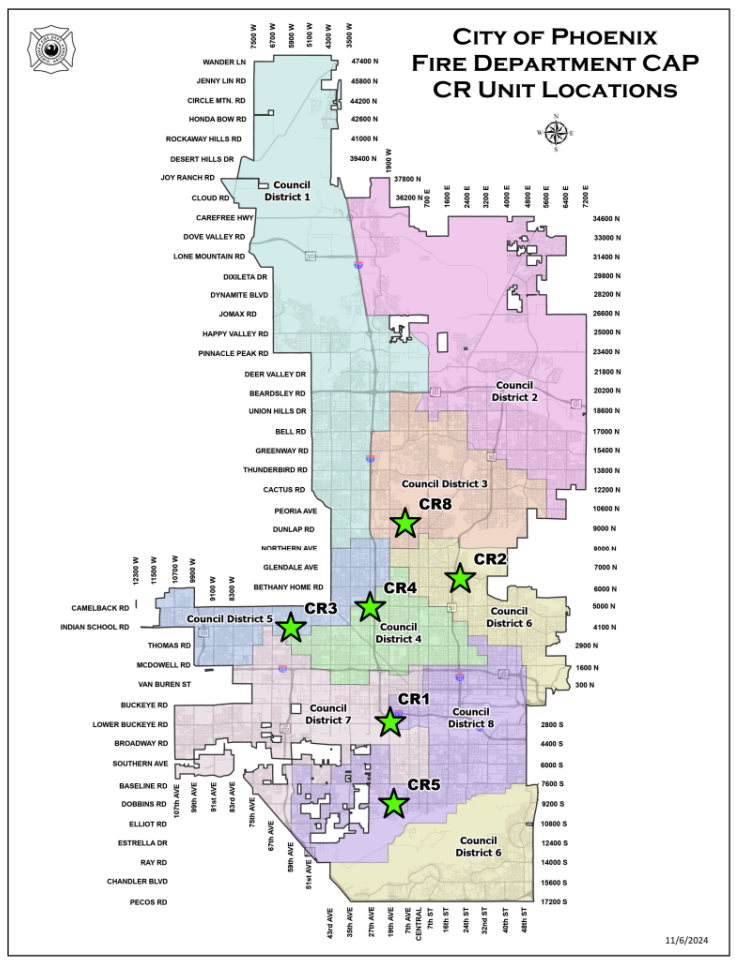 CITY OF PHOENIX
FIRE DEPARTMENT CAP
CR UNIT LOCATIONS
N
W E
S
7500 W
6700 W
5900 W
5100 W
4300 W
3500 W
WANDER LN
47400 N
JENNY LIN RD
45800 N
CIRCLE MTN. RD
44200 N
HONDA BOW RD
42600 N
ROCKAWAY HILLS RD
41000 N
DESERT HILLS DR
39400 N
1900 W
JOY RANCH RD
37800 N
CLOUD RD
36200 N
700 E
1600 E
2400 E
3200 E
4000 E
4800 E
5600 E
6400 E
7200 E
Council
District 1
CAREFREE HWY
34600 N
DOVE VALLEY RD
33000 N
LONE MOUNTAIN RD
31400 N
DIXILETA DR
29800 N
DYNAMITE BLVD
28200 N
JOMAX RD
26600 N
HAPPY VALLEY RD
25000 N
PINNACLE PEAK RD
23400 N
DEER VALLEY DR
21800 N
BEARDSLEY RD
20200 N
Council
District 2
UNION HILLS DR
18600 N
BELL RD
17000 N
GREENWAY RD
15400 N
THUNDERBIRD RD
13800 N
Council District 3
CACTUS RD
12200 N
CR8
PEORIA AVE
10600 N
DUNLAP RD
9000 N
NORTHERN AVE
8000 N
12300 W
11500 W
10700 W
9900 W
9100 W
8300 W
GLENDALE AVE
CR2
7000 N
BETHANY HOME RD
CR4
6000 N
CAMELBACK RD
CR3
5000 N
Council District 5
Council
District 6
INDIAN SCHOOL RD
4100 N
Council
District 4
THOMAS RD
2900 N
MCDOWELL RD
1600 N
VAN BUREN ST
300 N
CR1
BUCKEYE RD
Council
District 7
Council
District 8
LOWER BUCKEYE RD
2800 S
BROADWAY RD
4400 S
SOUTHERN AVE
6000 S
BASELINE RD
CR5
7600 S
DOBBINS RD
9200 S
ELLIOT RD
10800 S
ESTRELLA DR
12400 S
Council
District 6
RAY RD
14000 S
CHANDLER BLVD
15600 S
PECOS RD
17200 S
107th AVE
99th AVE
91st AVE
83rd AVE
75th AVE
67th AVE
59th AVE
51st AVE
43rd AVE
35th AVE
27th AVE
19th AVE
7th AVE
CENTRAL
7th ST
16th ST
24th ST
32nd ST
40th ST
48th ST
11/6/2024